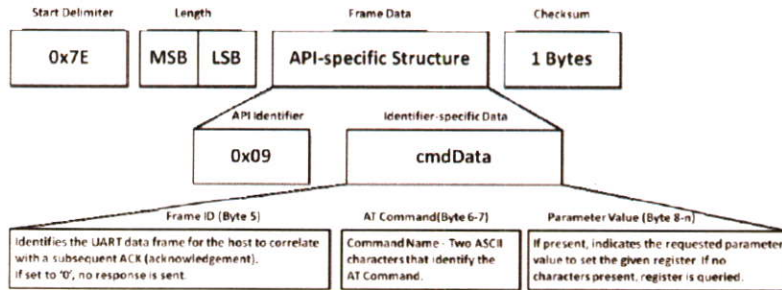 Start Delimiter Length Frame Data Checksum
0x7E MSB LSB API-specific Structure 1 Bytes
API Identifier Identifier-specific Data
0x09 cmdData
Frame ID (Byte 5) AT Command(Byte 6-7) Parameter Value (Byte 8-n)
Identifies the UART data frame for the host to correlate
with a subsequent ACK (acknowledgement).
If set to '0', no response is sent.
Command Name - Two ASCII
characters that identify the
AT Command.
If present, indicates the requested parameter
value to set the given register. If no
characters present, register is queried.